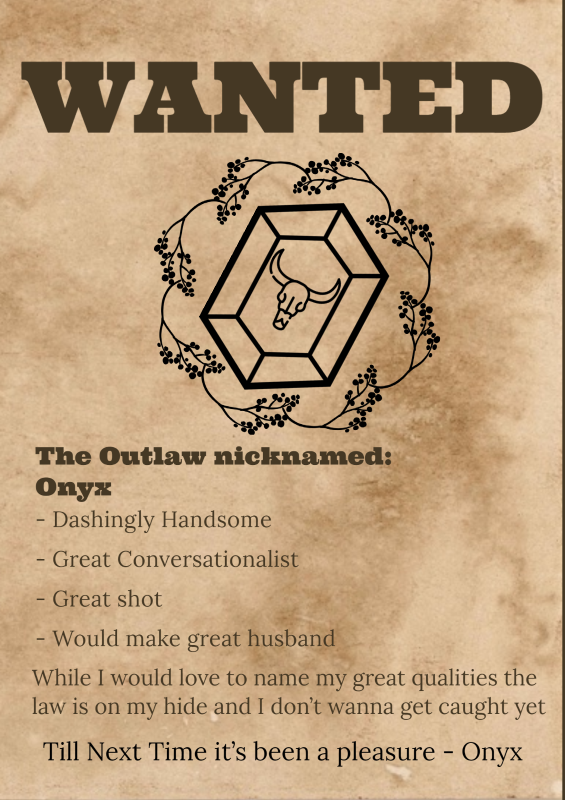 WANTED
The Outlaw nicknamed:
Onyx
- Dashingly Handsome
- Great Conversationalist
- Great shot
- Would make great husband
While I would love to name my great qualities the
law is on my hide and I don’t wanna get caught yet
Till Next Time it’s been a pleasure - Onyx